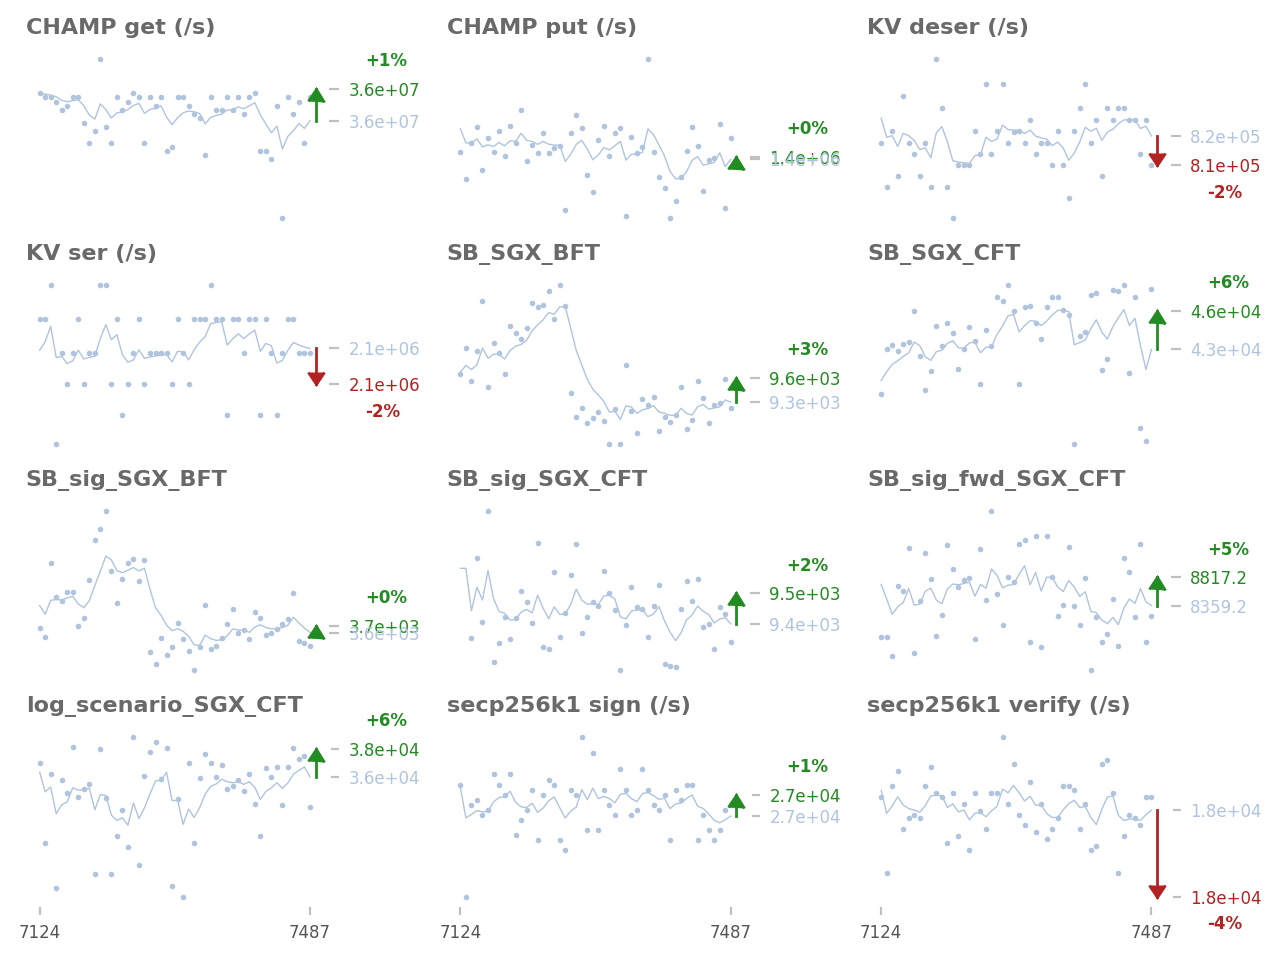 CHAMP get (/s)
+1%
3.6e+07
3.6e+07
CHAMP put (/s)
+0%
1.4e+06
1.4e+06
KV deser (/s)
8.2e+05
8.1e+05
-2%
KV ser (/s)
2.1e+06
2.1e+06
-2%
SB_SGX_BFT
+3%
9.6e+03
9.3e+03
SB_SGX_CFT
+6%
4.6e+04
4.3e+04
SB_sig_SGX_BFT
+0%
3.7e+03
3.6e+03
SB_sig_SGX_CFT
+2%
9.5e+03
9.4e+03
SB_sig_fwd_SGX_CFT
+5%
8817.2
8359.2
log_scenario_SGX_CFT
+6%
3.8e+04
3.6e+04
7124
7487
secp256k1 sign (/s)
+1%
2.7e+04
2.7e+04
7124
7487
secp256k1 verify (/s)
1.8e+04
1.8e+04
-4%
7124
7487